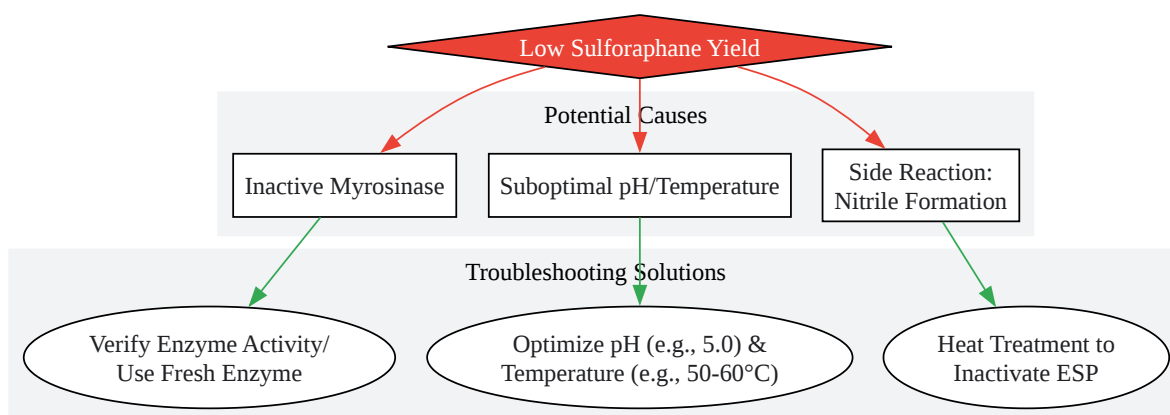 Low Sulforaphane Yield
Potential Causes
Inactive Myrosinase
Suboptimal pH/Temperature
Side Reaction:
Nitrile Formation
Troubleshooting Solutions
Verify Enzyme Activity/
Use Fresh Enzyme
Optimize pH (e.g., 5.0) &
Temperature (e.g., 50-60°C)
Heat Treatment to
Inactivate ESP